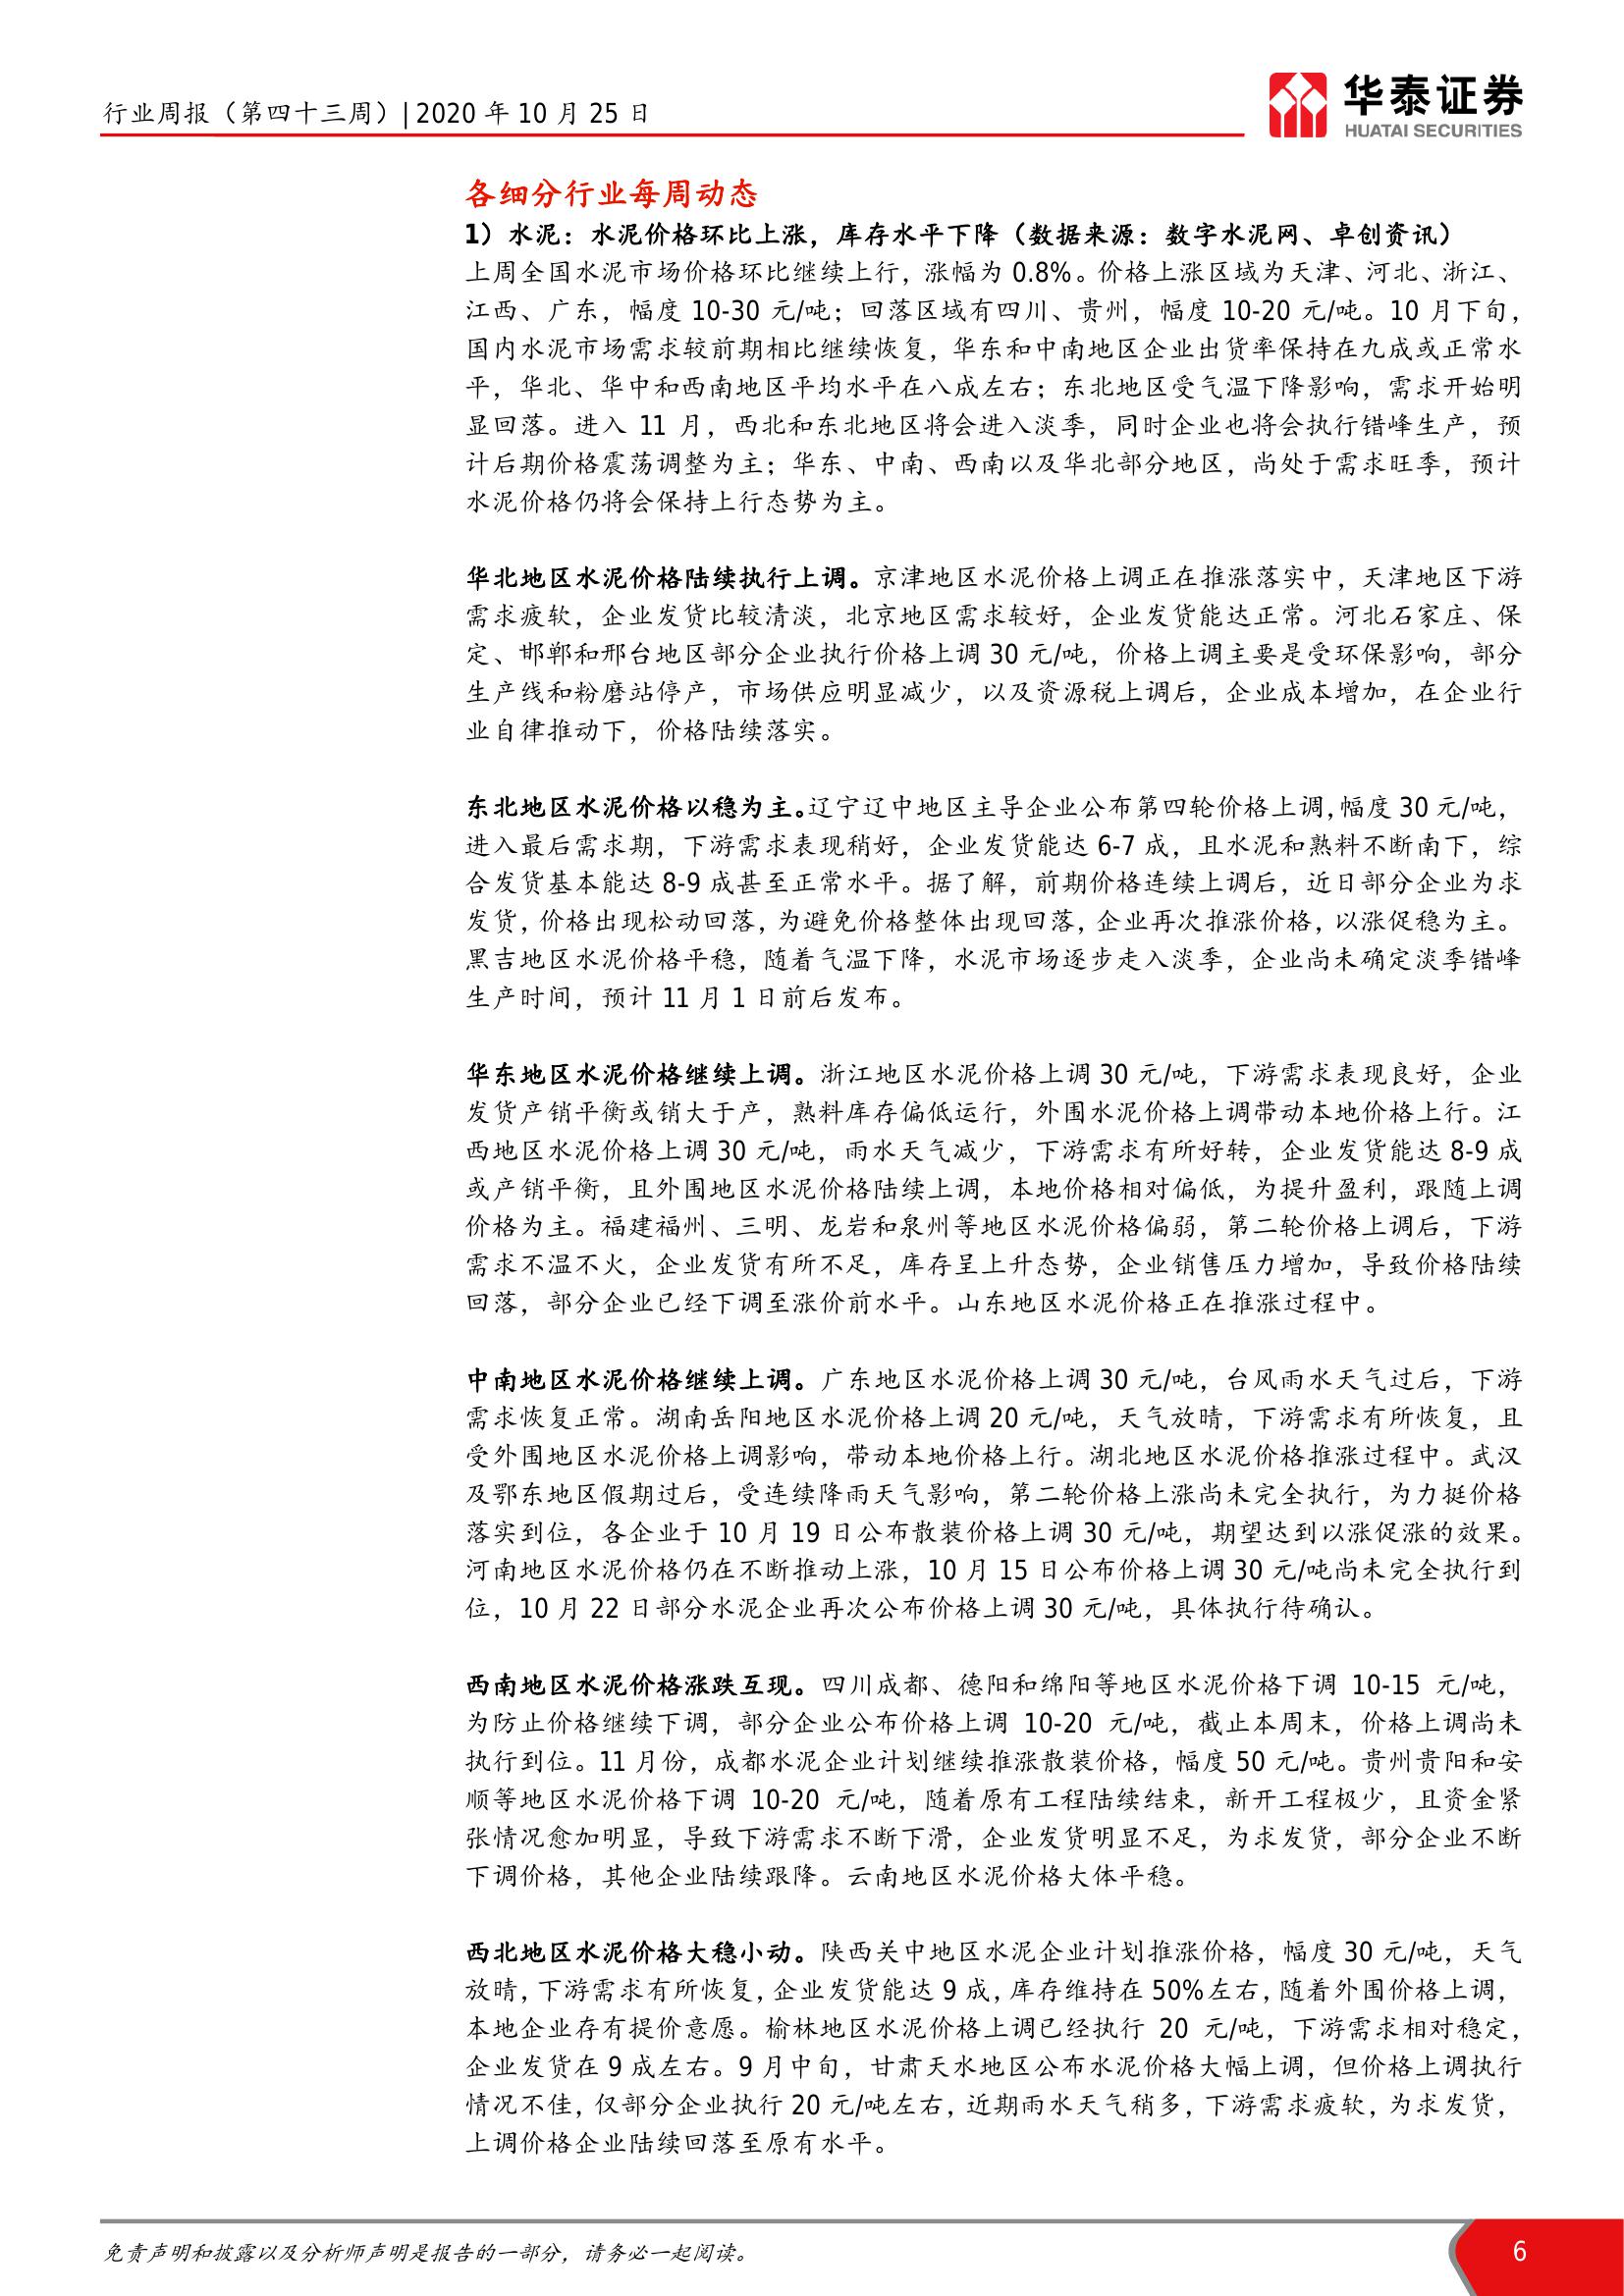 行业周报（第四十三周）| 2020 年 10 月 25 日
华泰证券
HUATAI SECURITIES
各细分行业每周动态
1）水泥：水泥价格环比上涨，库存水平下降（数据来源：数字水泥网、卓创资讯）
上周全国水泥市场价格环比继续上行，涨幅为 0.8%。价格上涨区域为天津、河北、浙江、
江西、广东，幅度 10-30 元/吨；回落区域有四川、贵州，幅度 10-20 元/吨。10 月下旬，
国内水泥市场需求较前期相比继续恢复，华东和中南地区企业出货率保持在九成或正常水
平，华北、华中和西南地区平均水平在八成左右；东北地区受气温下降影响，需求开始明
显回落。进入 11 月，西北和东北地区将会进入淡季，同时企业也将会执行错峰生产，预
计后期价格震荡调整为主；华东、中南、西南以及华北部分地区，尚处于需求旺季，预计
水泥价格仍将会保持上行态势为主。
华北地区水泥价格陆续执行上调。京津地区水泥价格上调正在推涨落实中，天津地区下游
需求疲软，企业发货比较清淡，北京地区需求较好，企业发货能达正常。河北石家庄、保
定、邯郸和邢台地区部分企业执行价格上调 30 元/吨，价格上调主要是受环保影响，部分
生产线和粉磨站停产，市场供应明显减少，以及资源税上调后，企业成本增加，在企业行
业自律推动下，价格陆续落实。
东北地区水泥价格以稳为主。辽宁辽中地区主导企业公布第四轮价格上调，幅度 30 元/吨，
进入最后需求期，下游需求表现稍好，企业发货能达 6-7 成，且水泥和熟料不断南下，综
合发货基本能达 8-9 成甚至正常水平。据了解，前期价格连续上调后，近日部分企业为求
发货，价格出现松动回落，为避免价格整体出现回落，企业再次推涨价格，以涨促稳为主。
黑吉地区水泥价格平稳，随着气温下降，水泥市场逐步走入淡季，企业尚未确定淡季错峰
生产时间，预计 11 月 1 日前后发布。
华东地区水泥价格继续上调。浙江地区水泥价格上调 30 元/吨，下游需求表现良好，企业
发货产销平衡或销大于产，熟料库存偏低运行，外围水泥价格上调带动本地价格上行。江
西地区水泥价格上调 30 元/吨，雨水天气减少，下游需求有所好转，企业发货能达 8-9 成
或产销平衡，且外围地区水泥价格陆续上调，本地价格相对偏低，为提升盈利，跟随上调
价格为主。福建福州、三明、龙岩和泉州等地区水泥价格偏弱，第二轮价格上调后，下游
需求不温不火，企业发货有所不足，库存呈上升态势，企业销售压力增加，导致价格陆续
回落，部分企业已经下调至涨价前水平。山东地区水泥价格正在推涨过程中。
中南地区水泥价格继续上调。广东地区水泥价格上调 30 元/吨，台风雨水天气过后，下游
需求恢复正常。湖南岳阳地区水泥价格上调 20 元/吨，天气放晴，下游需求有所恢复，且
受外围地区水泥价格上调影响，带动本地价格上行。湖北地区水泥价格推涨过程中。武汉
及鄂东地区假期过后，受连续降雨天气影响，第二轮价格上涨尚未完全执行，为力挺价格
落实到位，各企业于 10 月 19 日公布散装价格上调 30 元/吨，期望达到以涨促涨的效果。
河南地区水泥价格仍在不断推动上涨，10 月 15 日公布价格上调 30 元/吨尚未完全执行到
位，10 月 22 日部分水泥企业再次公布价格上调 30 元/吨，具体执行待确认。
西南地区水泥价格涨跌互现。四川成都、德阳和绵阳等地区水泥价格下调 10-15 元/吨，
为防止价格继续下调，部分企业公布价格上调 10-20 元/吨，截止本周末，价格上调尚未
执行到位。11 月份，成都水泥企业计划继续推涨散装价格，幅度 50 元/吨。贵州贵阳和安
顺等地区水泥价格下调 10-20 元/吨，随着原有工程陆续结束，新开工程极少，且资金紧
张情况愈加明显，导致下游需求不断下滑，企业发货明显不足，为求发货，部分企业不断
下调价格，其他企业陆续跟降。云南地区水泥价格大体平稳。
西北地区水泥价格大稳小动。陕西关中地区水泥企业计划推涨价格，幅度 30 元/吨，天气
放晴，下游需求有所恢复，企业发货能达 9 成，库存维持在 50%左右，随着外围价格上调，
本地企业存有提价意愿。榆林地区水泥价格上调已经执行 20 元/吨，下游需求相对稳定，
企业发货在 9 成左右。9 月中旬，甘肃天水地区公布水泥价格大幅上调，但价格上调执行
情况不佳，仅部分企业执行 20 元/吨左右，近期雨水天气稍多，下游需求疲软，为求发货，
上调价格企业陆续回落至原有水平。
免责声明和披露以及分析师声明是报告的一部分，请务必一起阅读。
6